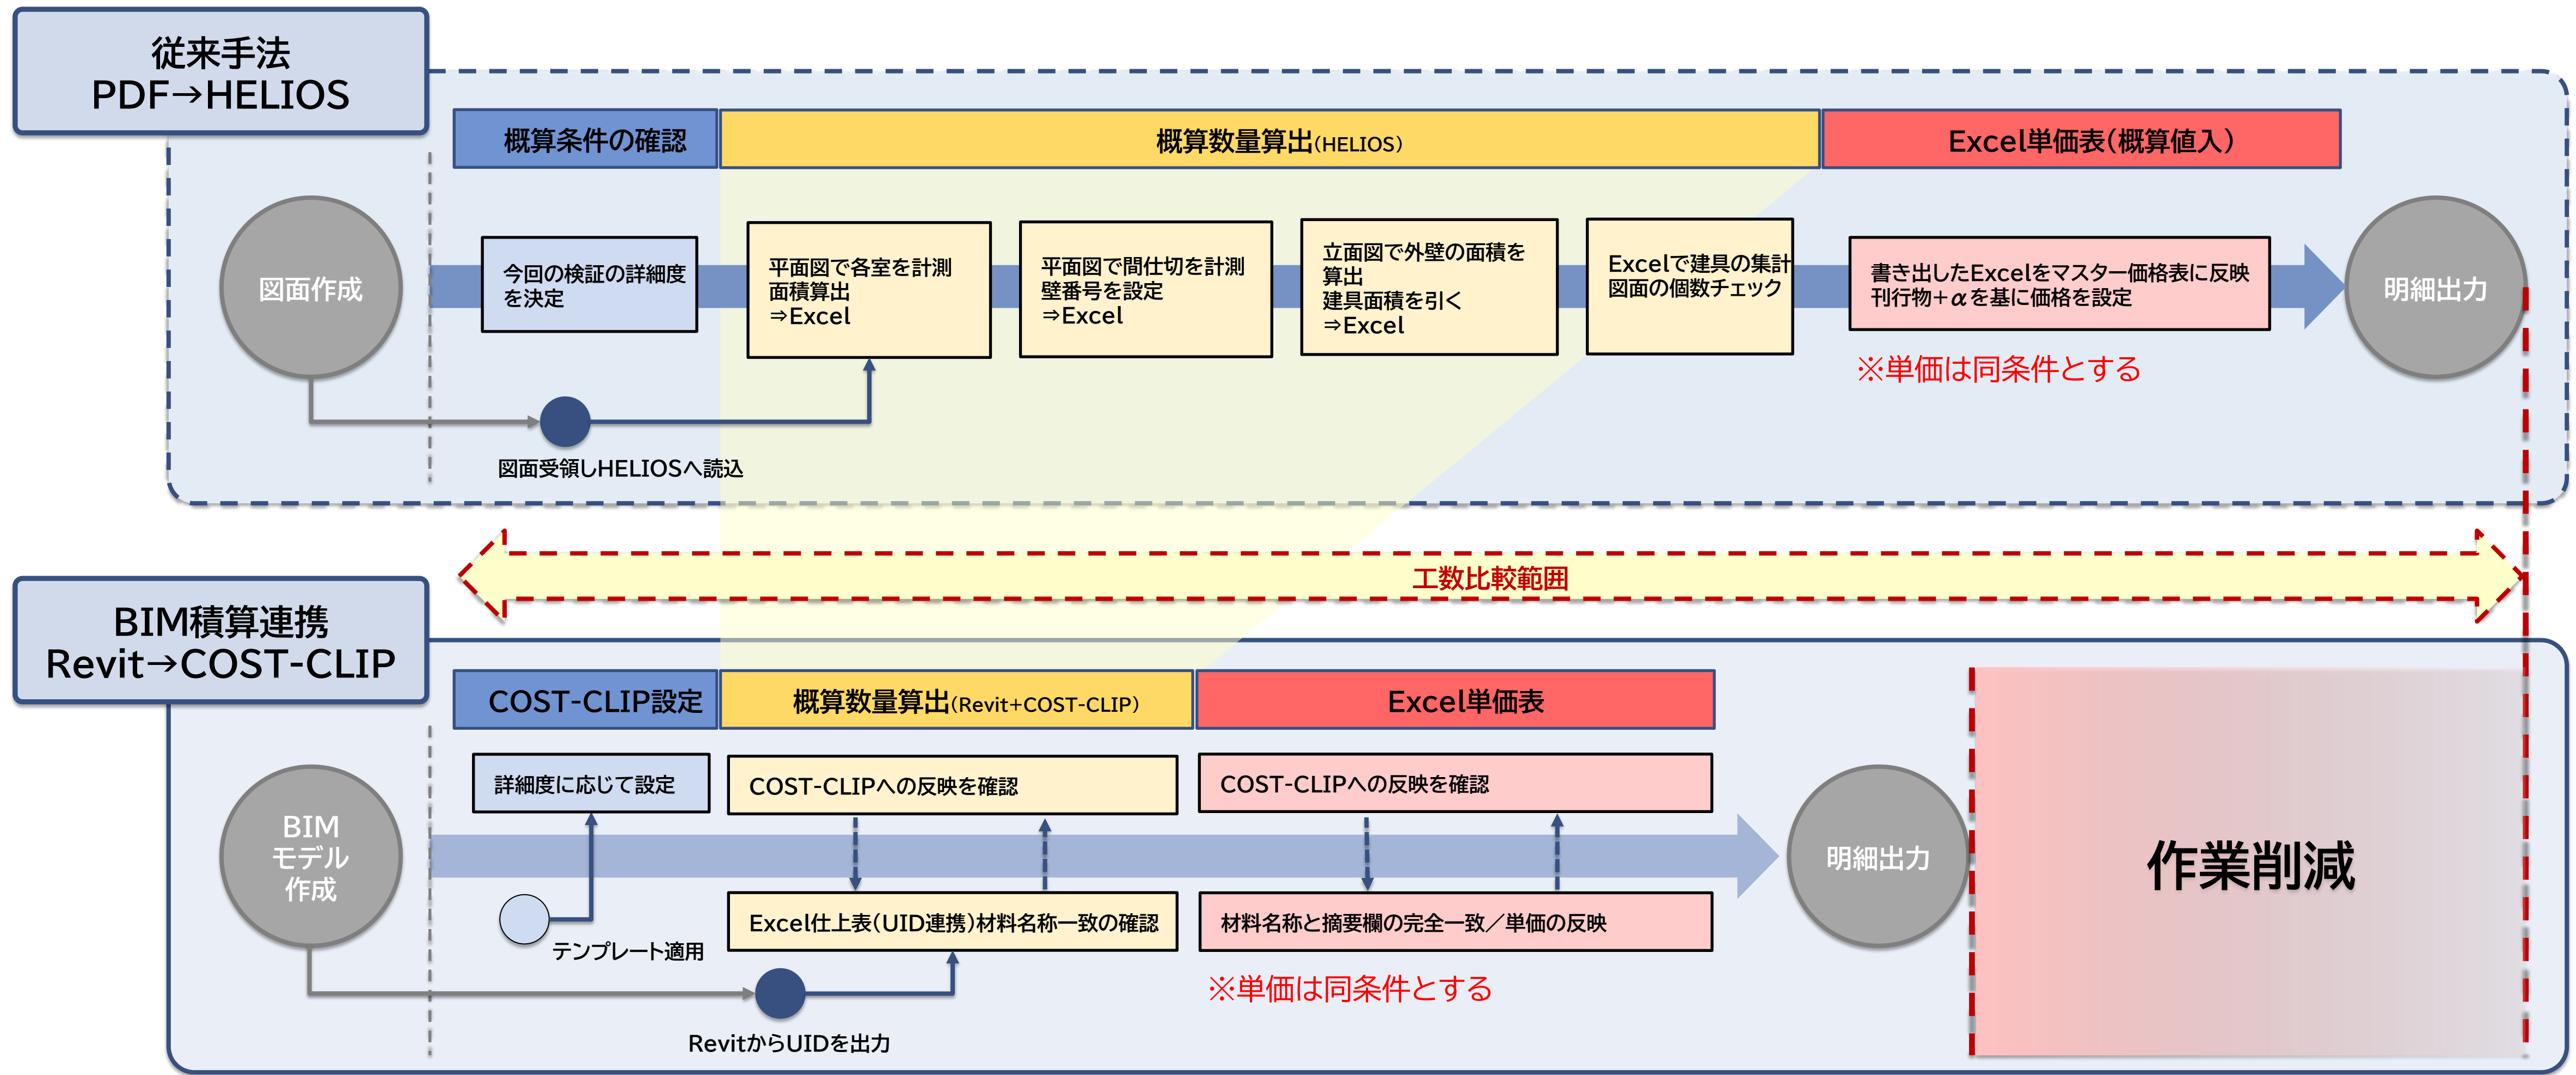 従来手法
PDF→HELIOS
概算条件の確認
概算数量算出(HELIOS)
Excel単価表(概算値入)
図面作成
今回の検証の詳細度
を決定
平面図で各室を計測
面積算出
⇒Excel
平面図で間仕切を計測
壁番号を設定
⇒Excel
立面図で外壁の面積を
算出
建具面積を引く
⇒Excel
Excelで建具の集計
図面の個数チェック
書き出したExcelをマスター価格表に反映
刊行物+αを基に価格を設定
明細出力
※単価は同条件とする
図面受領しHELIOSへ読込
工数比較範囲
BIM積算連携
Revit→COST-CLIP
COST-CLIP設定
概算数量算出(Revit+COST-CLIP)
Excel単価表
BIM
モデル
作成
詳細度に応じて設定
COST-CLIPへの反映を確認
COST-CLIPへの反映を確認
明細出力
作業削減
テンプレート適用
Excel仕上表(UID連携)材料名称一致の確認
材料名称と摘要欄の完全一致／単価の反映
※単価は同条件とする
RevitからUIDを出力